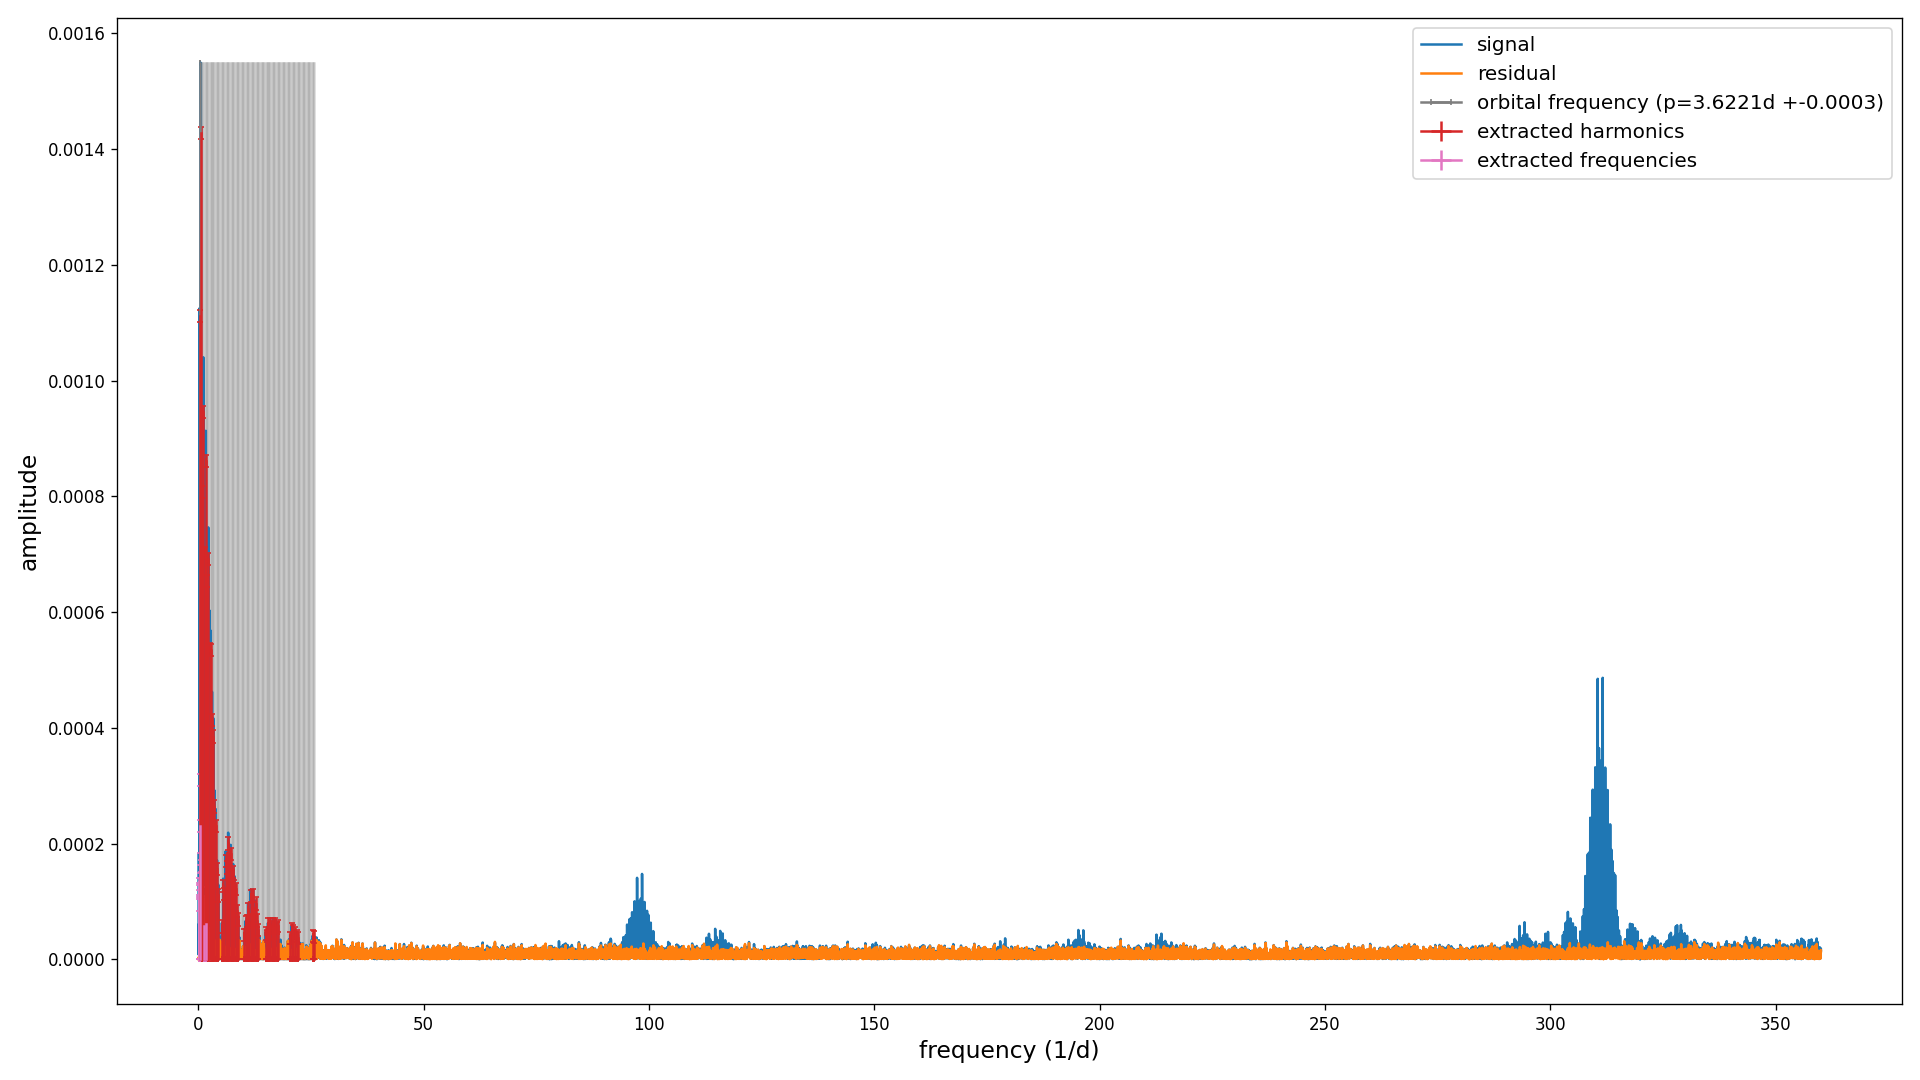 0.0016
0.0014
0.0012
0.0010
0.0008
0.0006
0.0004
0.0002
0.0000
amplitude
signal
residual
orbital frequency (p=3.6221d +-0.0003)
extracted harmonics
extracted frequencies
0 50 100 150 200 250 300 350
frequency (1/d)